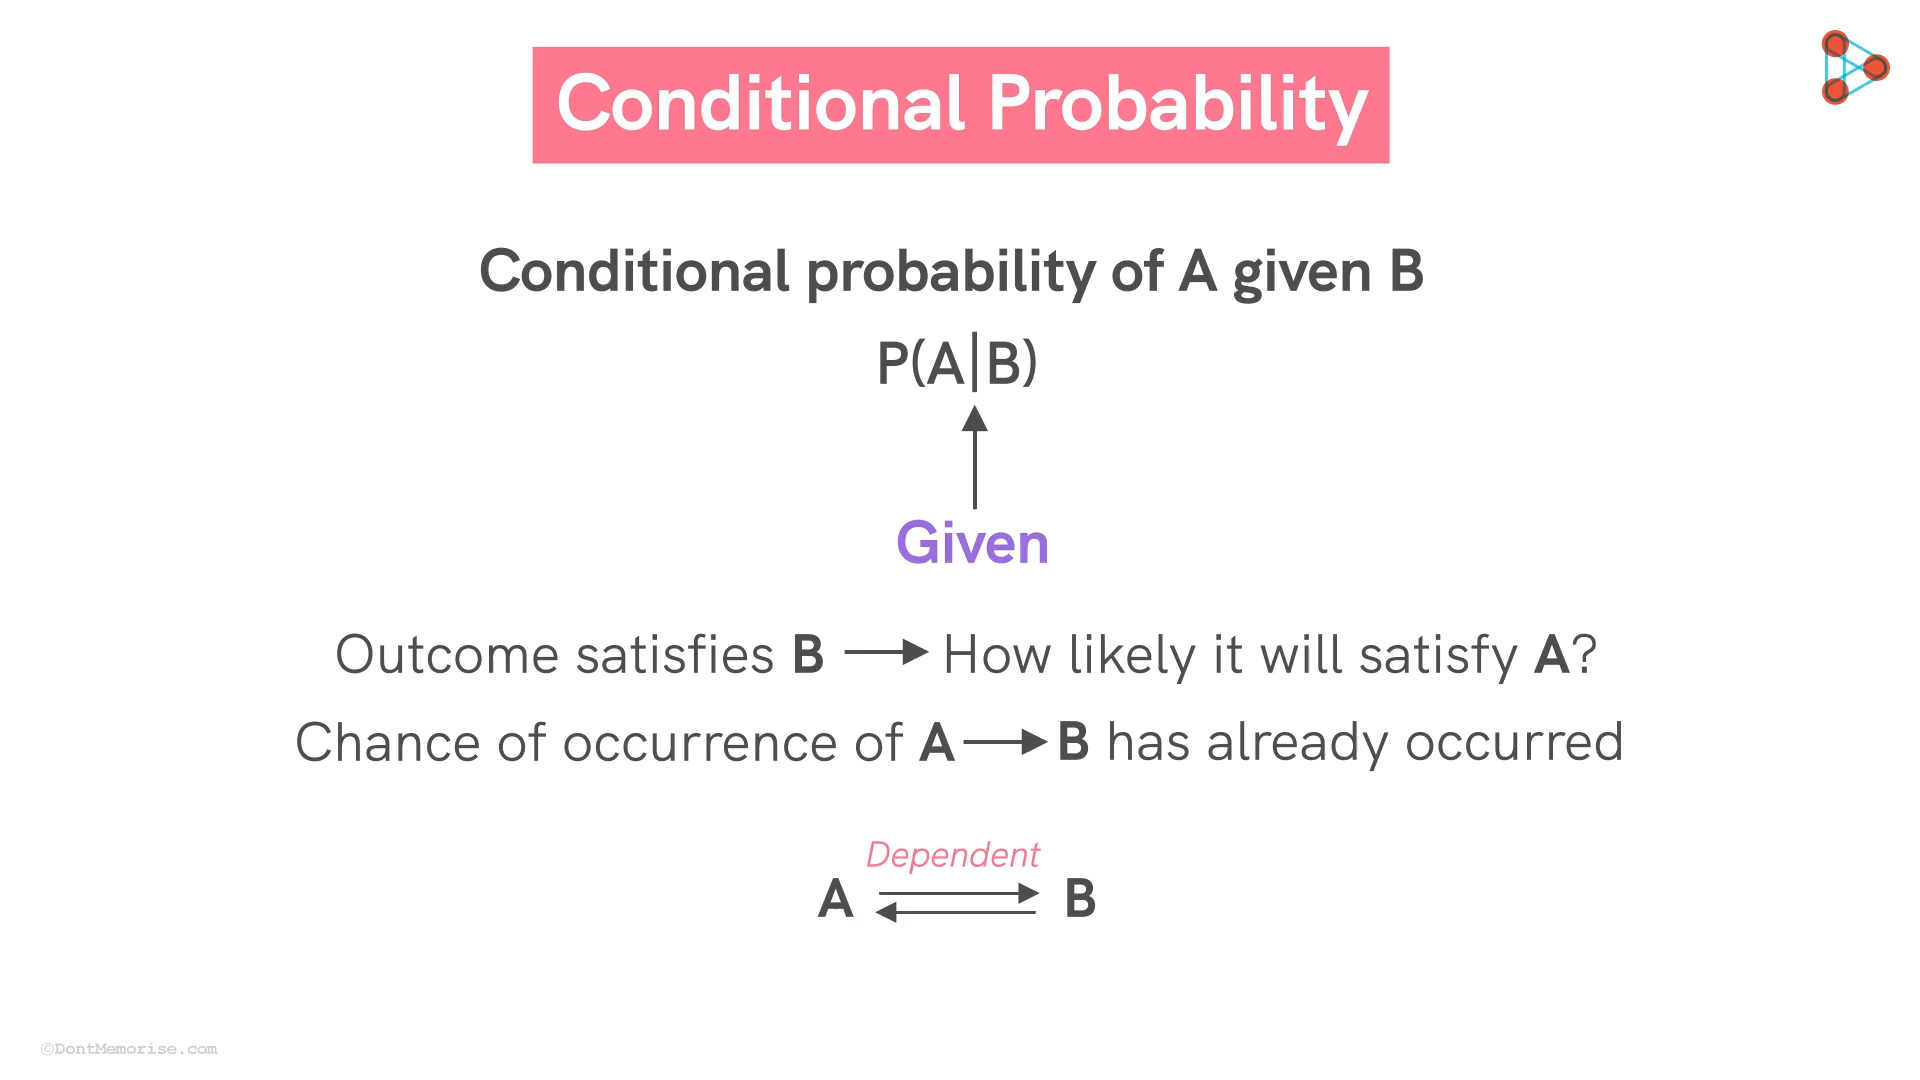 Conditional Probability
Conditional probability of A given B
P(A|B)
Given
Outcome satisfies B → How likely it will satisfy A?
Chance of occurrence of A → B has already occurred
Dependent
A B
©DontMemorise.com